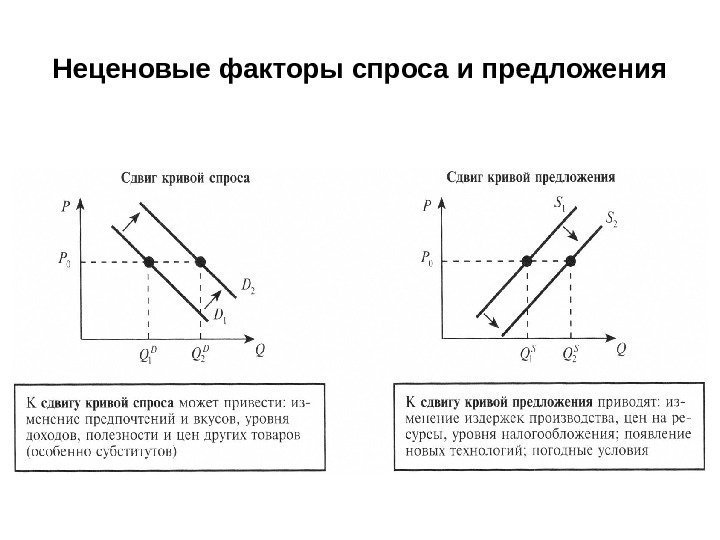 Неценовые факторы спроса и предложения
Сдвиг кривой спроса
P
P₀
D₂
D₁
Q₁ᴰ
Q₂ᴰ
Q
К сдвигу кривой спроса может привести: из-
менение предпочтений и вкусов, уровня
доходов, полезности и цен других товаров
(особенно субститутов)
Сдвиг кривой предложения
P
S₁
S₂
P₀
Q₁ˢ
Q₂ˢ
Q
К сдвигу кривой предложения приводят: из-
менение издержек производства, цен на ре-
сурсы, уровня налогообложения; появление
новых технологий; погодные условия